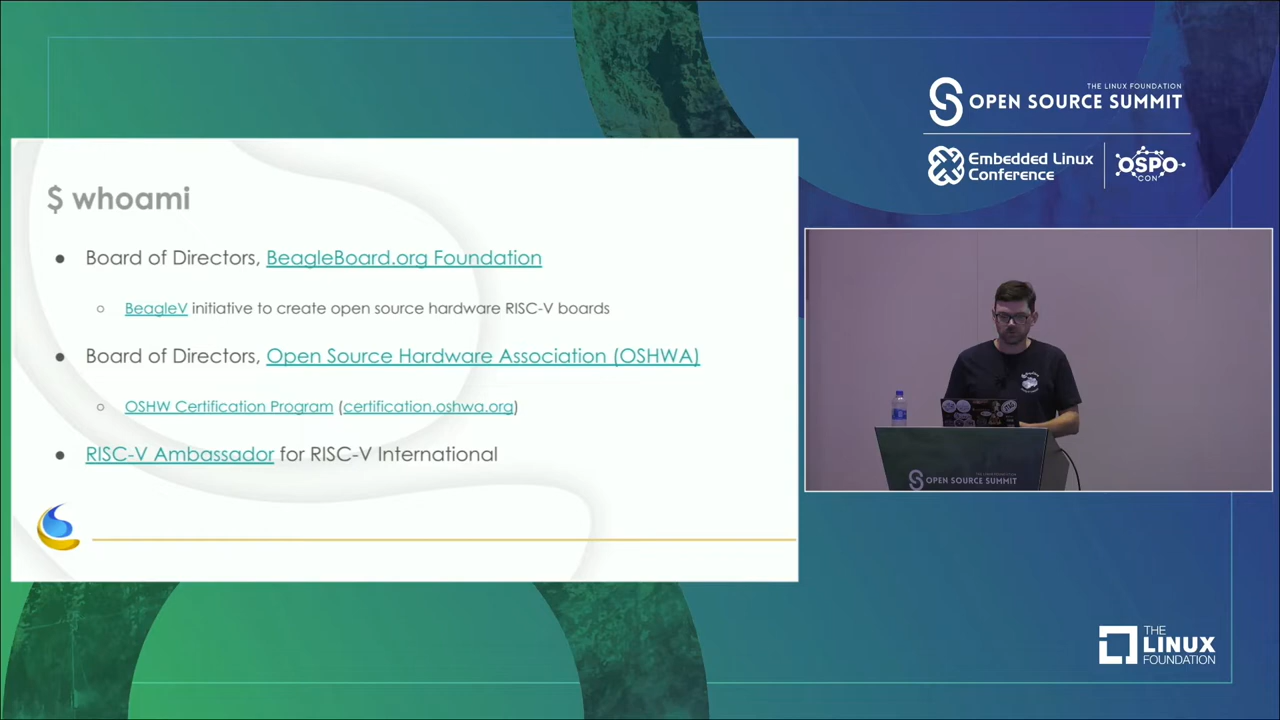 THE LINUX FOUNDATION
OPEN SOURCE SUMMIT
Embedded Linux
Conference
OSPO
CON
$ whoami
● Board of Directors, BeagleBoard.org Foundation
○ BeagleV initiative to create open source hardware RISC-V boards
● Board of Directors, Open Source Hardware Association (OSHWA)
○ OSHW Certification Program (certification.oshwa.org)
● RISC-V Ambassador for RISC-V International
OPEN SOURCE SUMMIT
THE
LINUX
FOUNDATION